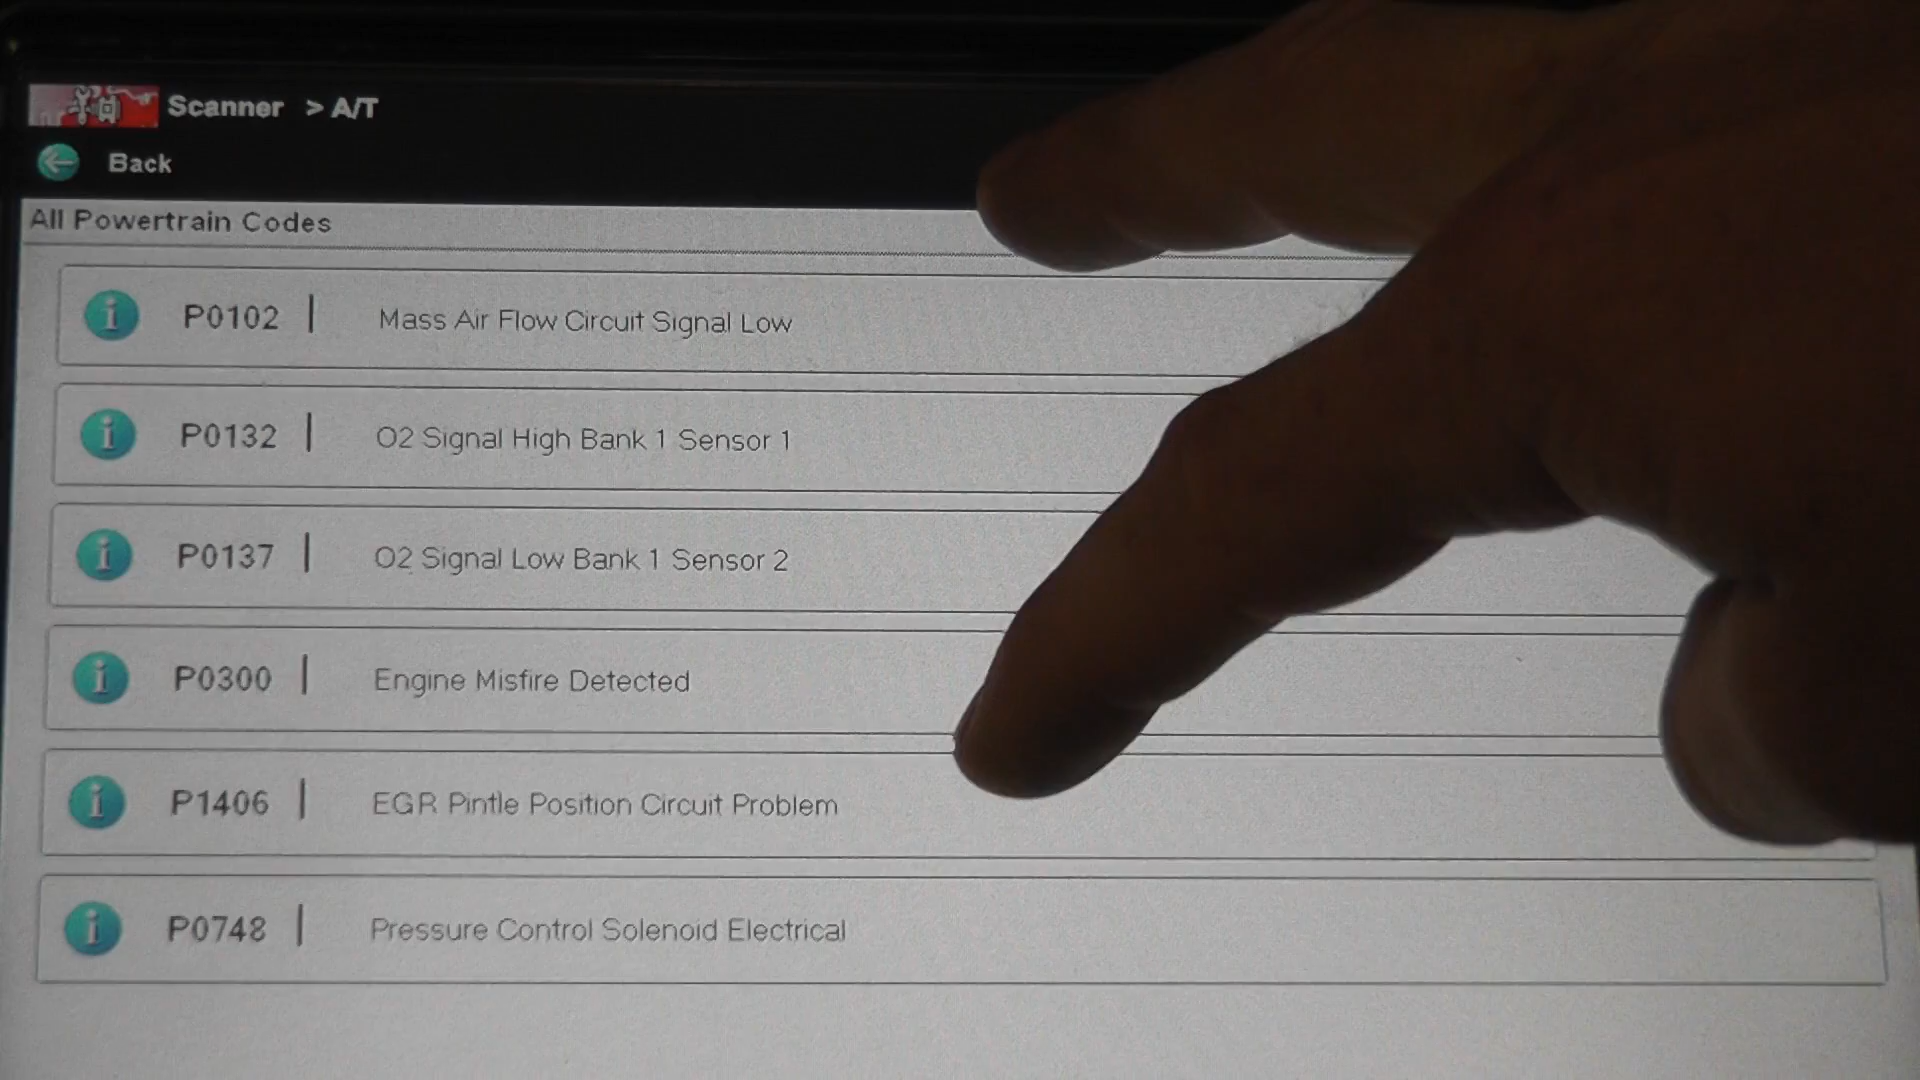 Scanner > A/T
Back
All Powertrain Codes
P0102 | Mass Air Flow Circuit Signal Low
P0132 | O2 Signal High Bank 1 Sensor 1
P0137 | O2 Signal Low Bank 1 Sensor 2
P0300 | Engine Misfire Detected
P1406 | EGR Pintle Position Circuit Problem
P0748 | Pressure Control Solenoid Electrical